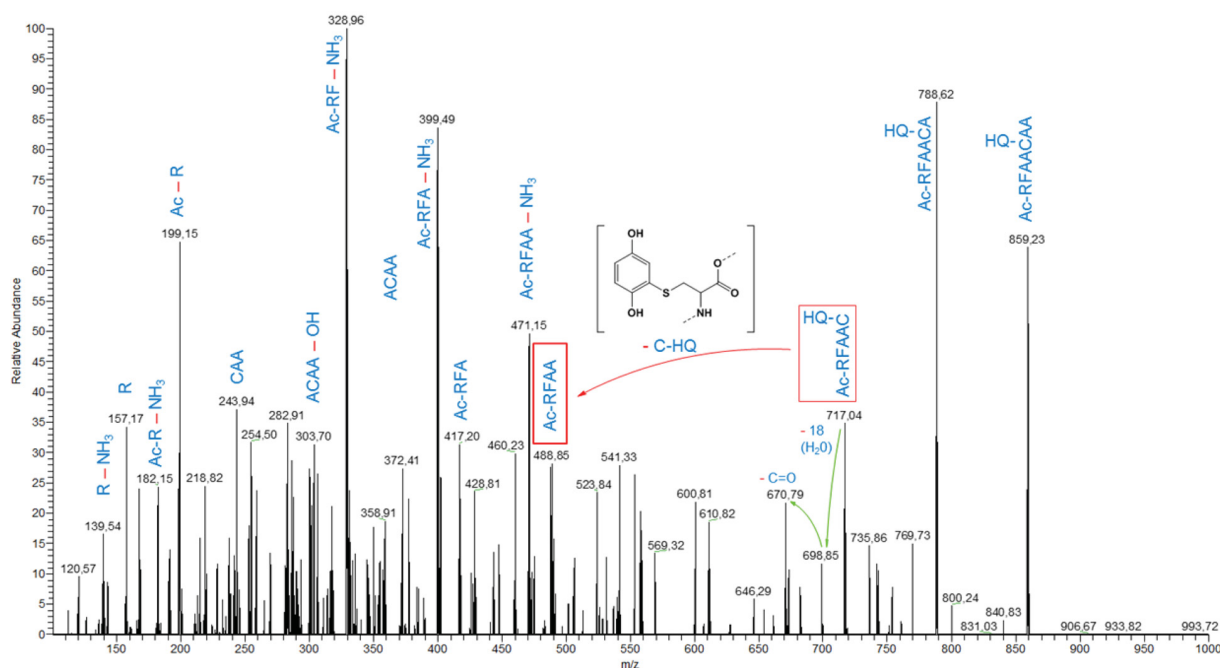 328,96
100
95
90
85
80
75
70
65
60
55
50
45
40
35
30
25
20
15
10
5
0
Relative Abundance
Ac-RF – NH3
788,62
399,49
HQ-
Ac-RFAACA
HQ-
Ac-RFAACAA
Ac-RFA – NH3
Ac – R
199,15
859,23
Ac-RFAA – NH3
ACAA
OH
S
O
O
NH
OH
471,15
- C-HQ
HQ-C
Ac-RFAAC
ACAA – OH
CAA
R
Ac-R – NH3
R – NH3
Ac-RFA
Ac-RFAA
243,94
157,17
282,91
717,04
254,50
303,70
417,20
- 18
(H20)
460,23
488,85
372,41
541,33
182,15
218,82
428,81
523,84
- C=O
600,81
670,79
358,91
610,82
139,54
569,32
735,86
769,73
698,85
120,57
646,29
800,24
840,83
831,03
906,67
933,82
993,72
150
200
250
300
350
400
450
500
550
600
650
700
750
800
850
900
950
1000
m/z